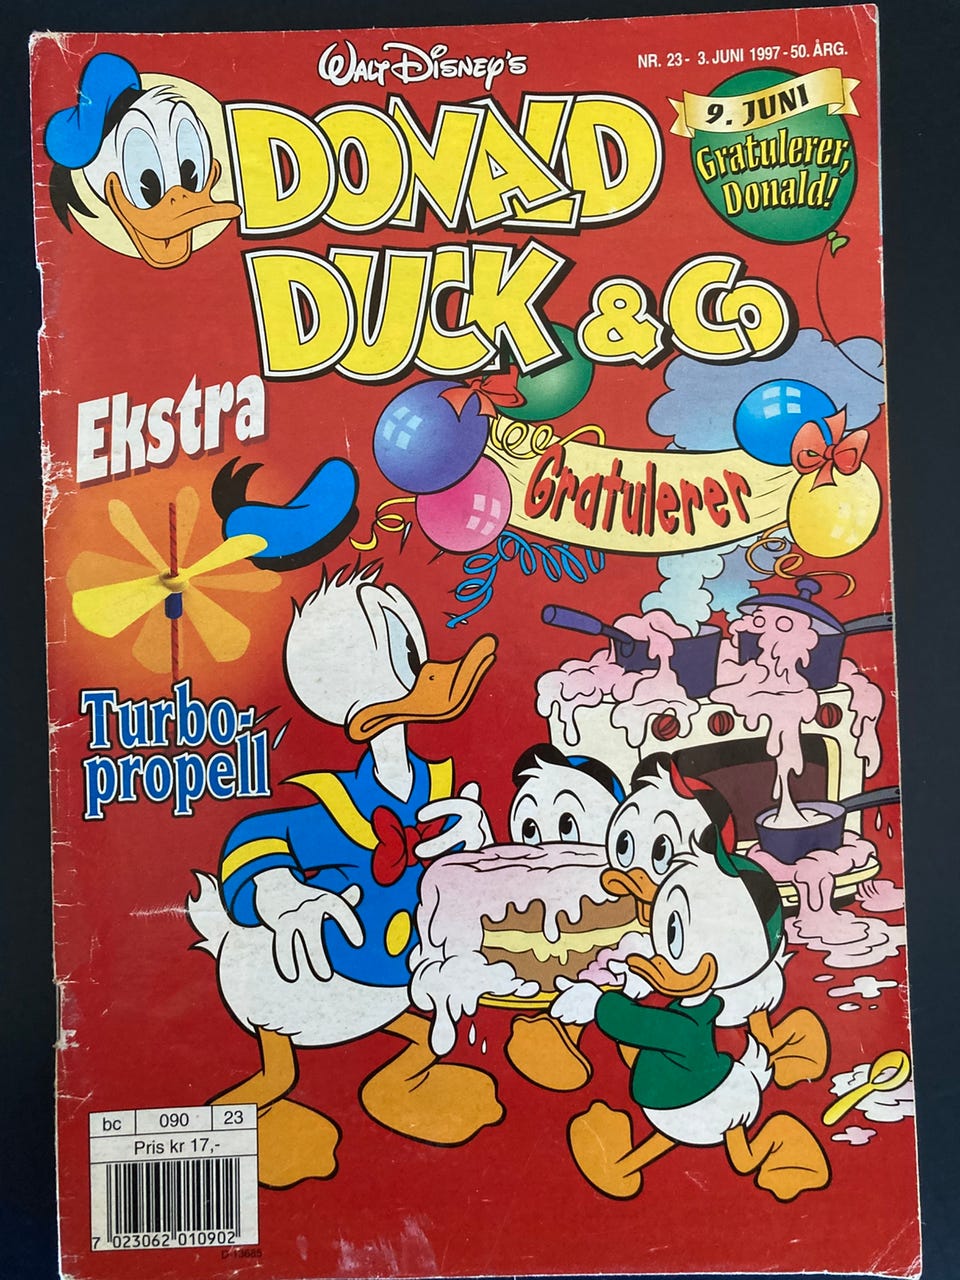 Walt Disney's
NR. 23- 3. JUNI 1997 - 50. ÅRG.
DONALD
DUCK & Co
9. JUNI
Gratulerer,
Donald!
Ekstra
Gratulerer
Turbo-
propell
bc 090 23
Pris kr 17,-
7 023062 010902
D-13685